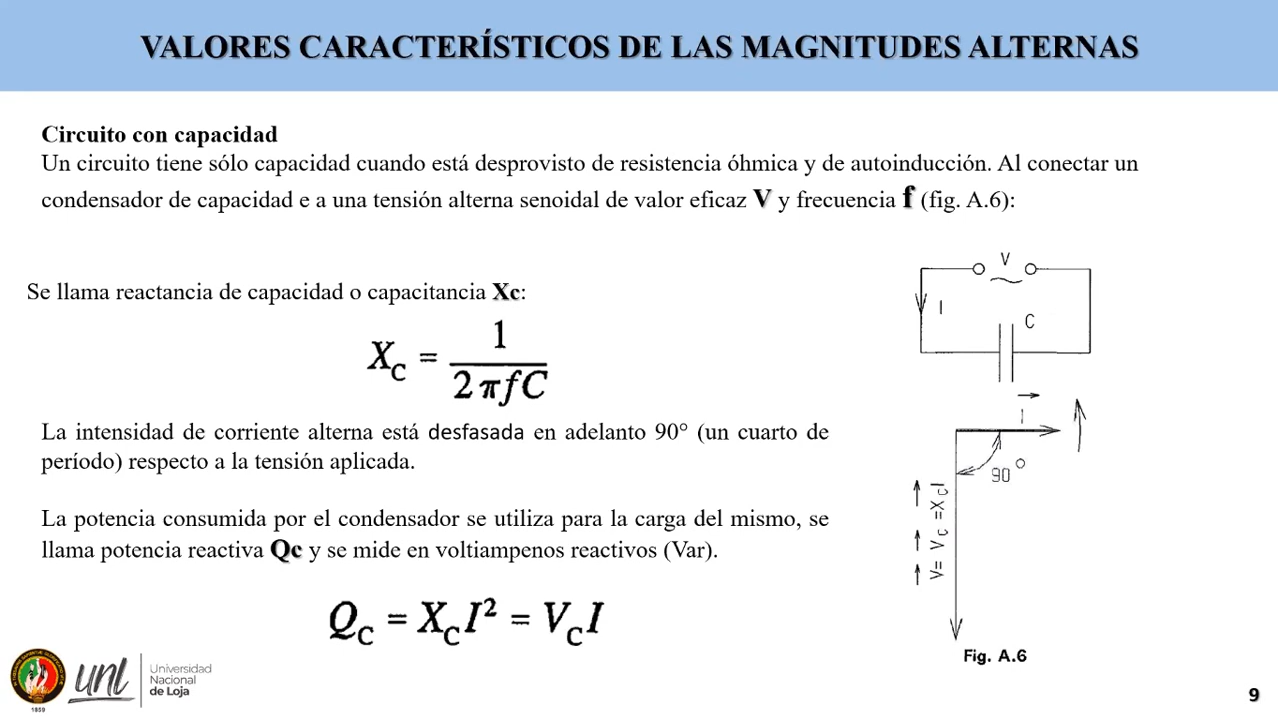 VALORES CARACTERÍSTICOS DE LAS MAGNITUDES ALTERNAS
Circuito con capacidad
Un circuito tiene sólo capacidad cuando está desprovisto de resistencia óhmica y de autoinducción. Al conectar un
condensador de capacidad e a una tensión alterna senoidal de valor eficaz V y frecuencia f (fig. A.6):
Se llama reactancia de capacidad o capacitancia Xc:
X_C = 1 / 2πfC
La intensidad de corriente alterna está desfasada en adelanto 90° (un cuarto de
período) respecto a la tensión aplicada.
La potencia consumida por el condensador se utiliza para la carga del mismo, se
llama potencia reactiva Qc y se mide en voltiampenos reactivos (Var).
Q_C = X_C I² = V_C I
V
I
C
I
90°
V= V_C =X_C I
Fig. A.6
1859
unl
Universidad
Nacional
de Loja
9